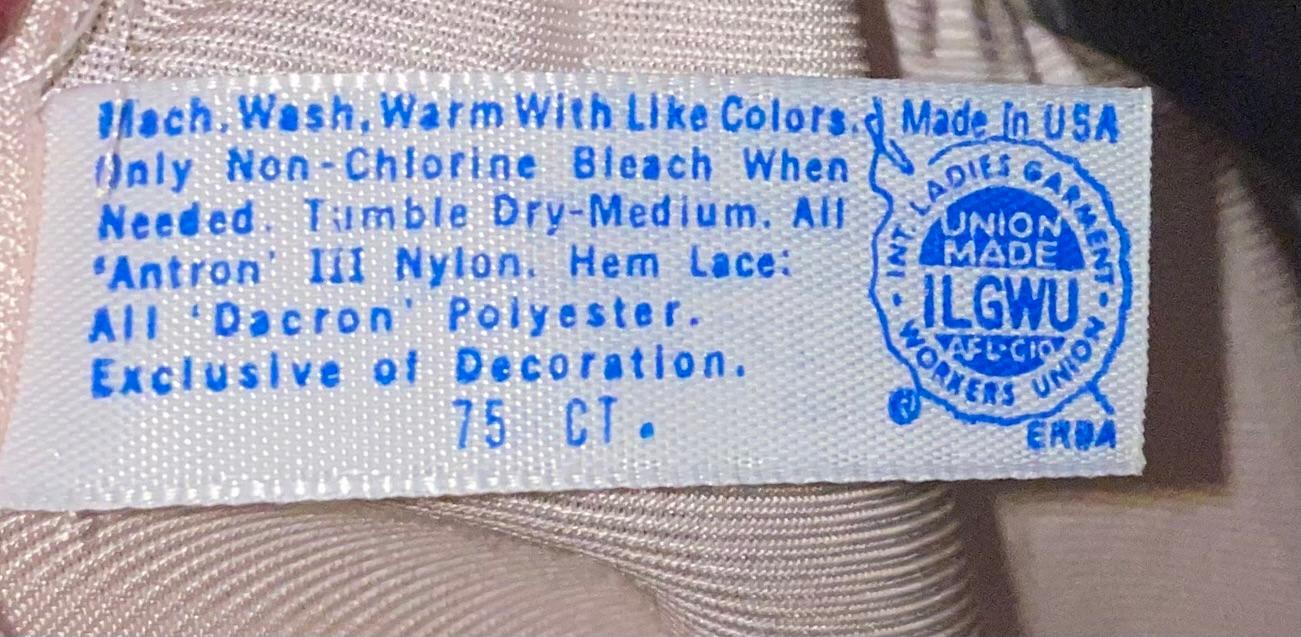 Mach. Wash, Warm With Like Colors.
Only Non-Chlorine Bleach When
Needed. Tumble Dry-Medium. All
'Antron' III Nylon. Hem Lace:
All 'Dacron' Polyester.
Exclusive of Decoration.
75 CT.
Made in USA
INT. LADIES GARMENT
UNION
MADE
ILGWU
AFL-CIO
WORKERS UNION
®